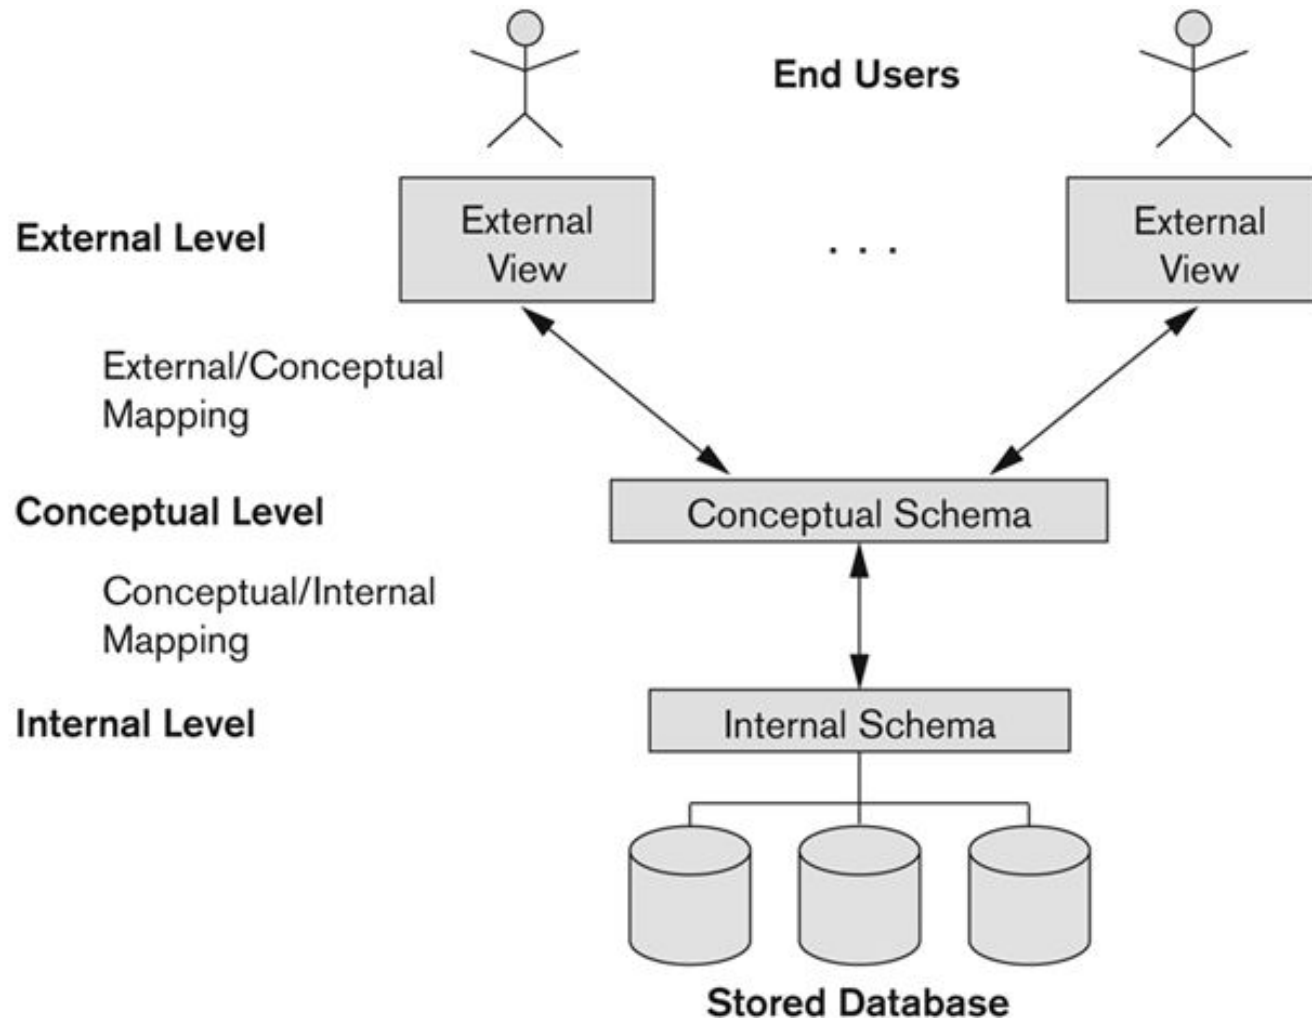 End Users
External Level
External
View
. . .
External
View
External/Conceptual
Mapping
Conceptual Level
Conceptual Schema
Conceptual/Internal
Mapping
Internal Level
Internal Schema
Stored Database